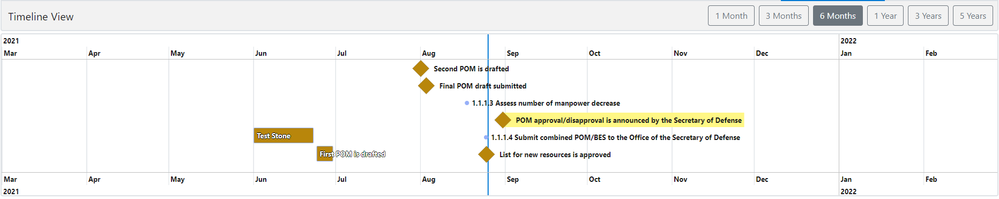 Timeline View
1 Month 3 Months 6 Months 1 Year 3 Years 5 Years
2021 2022
Mar Apr May Jun Jul Aug Sep Oct Nov Dec Jan Feb
Second POM is drafted
Final POM draft submitted
1.1.1.3 Assess number of manpower decrease
POM approval/disapproval is announced by the Secretary of Defense
Test Stone
1.1.1.4 Submit combined POM/BES to the Office of the Secretary of Defense
First POM is drafted
List for new resources is approved
Mar Apr May Jun Jul Aug Sep Oct Nov Dec Jan Feb
2021 2022